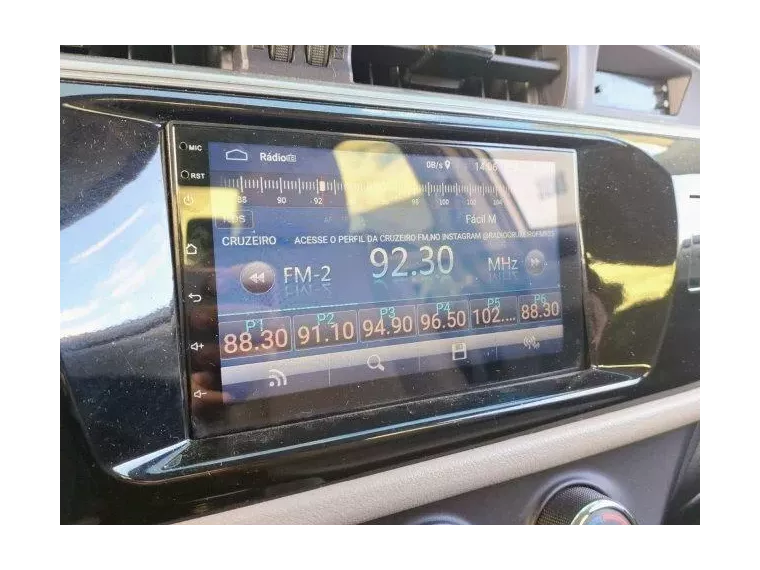 MIC
RST
Rádio
0B/s 14:06
88 90 92 98 100 102 104
RDS Fácil M
CRUZEIRO ACESSE O PERFIL DA CRUZEIRO FM,NO INSTAGRAM
FM-2 92.30 MHz
P1 P2 P3 P4 P5 P6
88.30 91.10 94.90 96.50 102.... 88.30